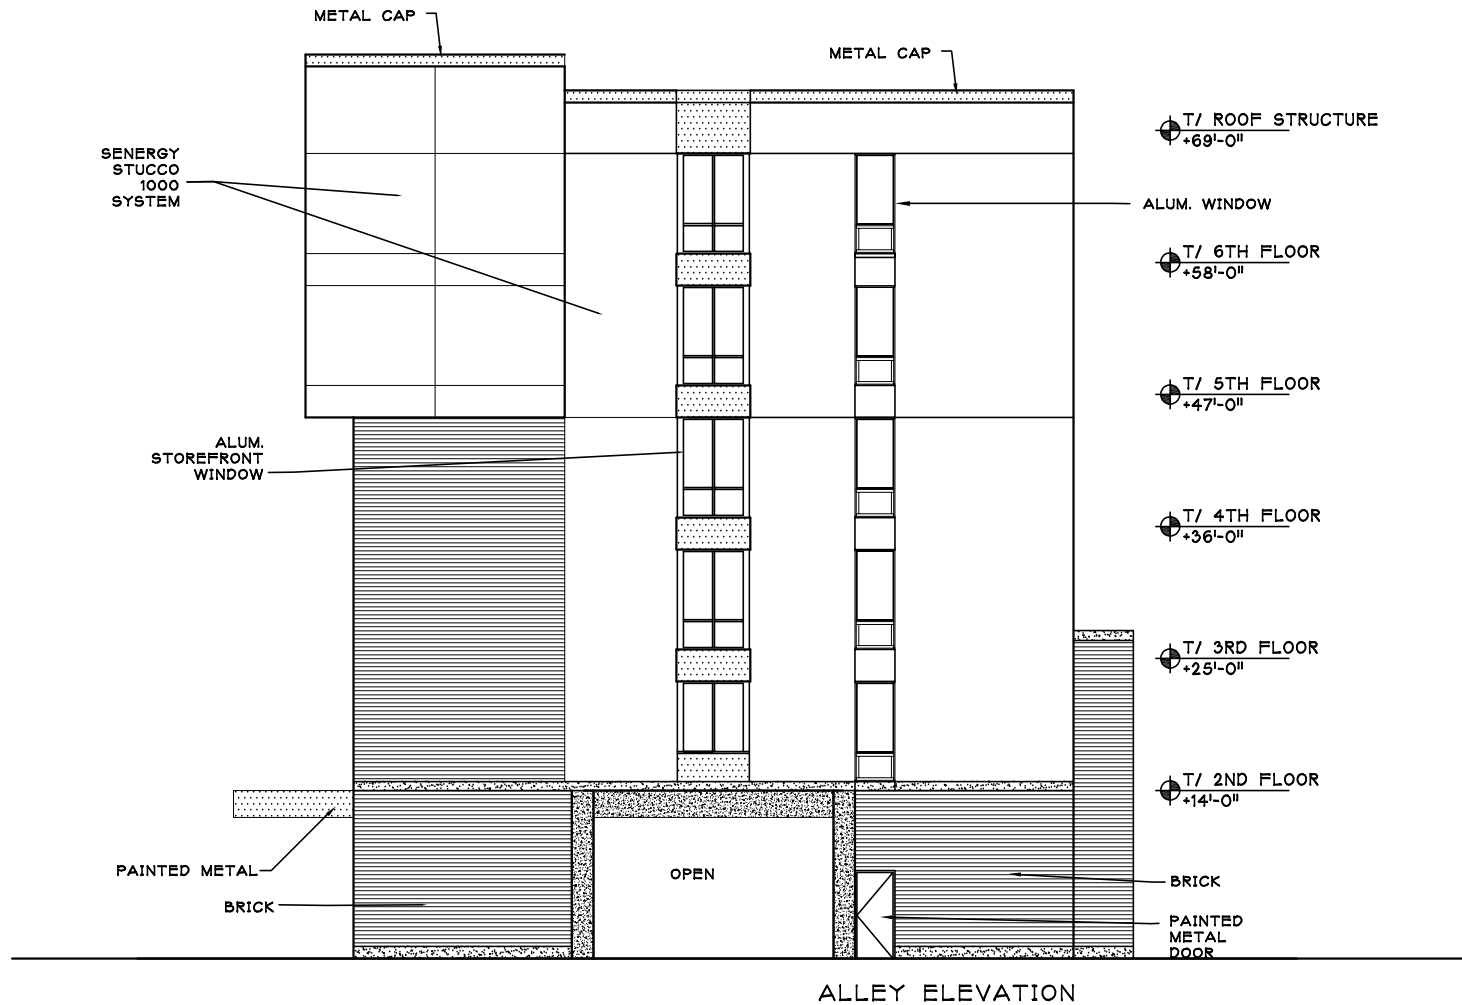 METAL CAP
METAL CAP
T/ ROOF STRUCTURE
+69'-0"
SENERGY
STUCCO
1000
SYSTEM
ALUM. WINDOW
T/ 6TH FLOOR
+58'-0"
T/ 5TH FLOOR
+47'-0"
ALUM.
STOREFRONT
WINDOW
T/ 4TH FLOOR
+36'-0"
T/ 3RD FLOOR
+25'-0"
T/ 2ND FLOOR
+14'-0"
PAINTED METAL
OPEN
BRICK
BRICK
PAINTED
METAL
DOOR
ALLEY ELEVATION